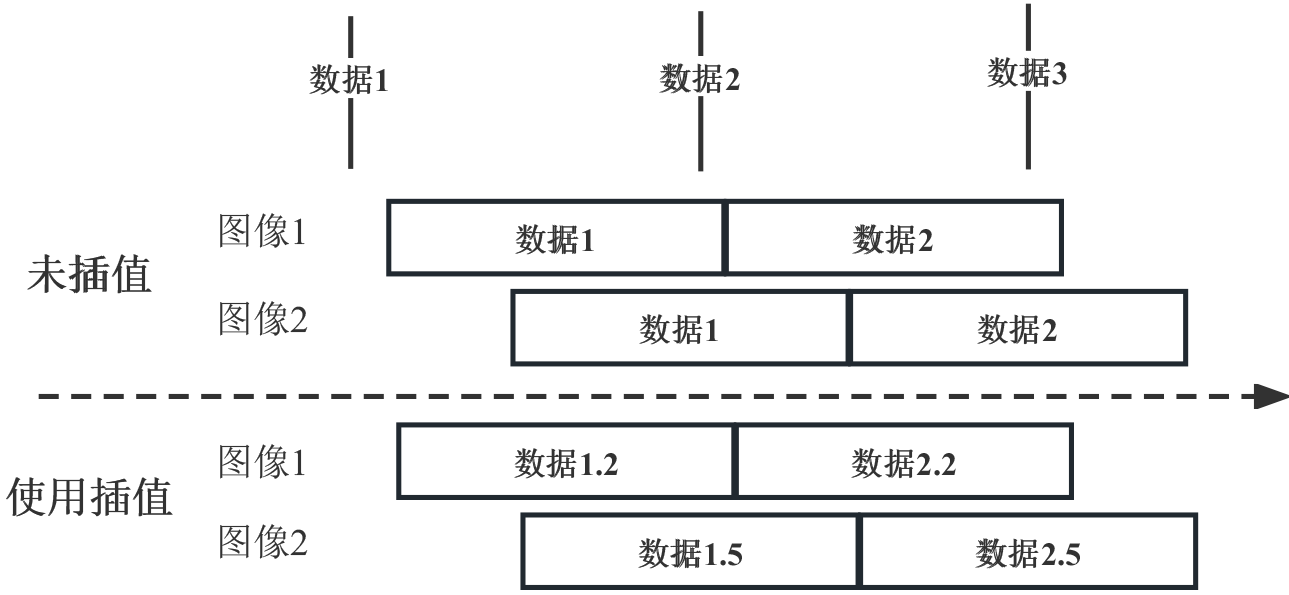 数据1 数据2 数据3
未插值
图像1 数据1 数据2
图像2 数据1 数据2
使用插值
图像1 数据1.2 数据2.2
图像2 数据1.5 数据2.5